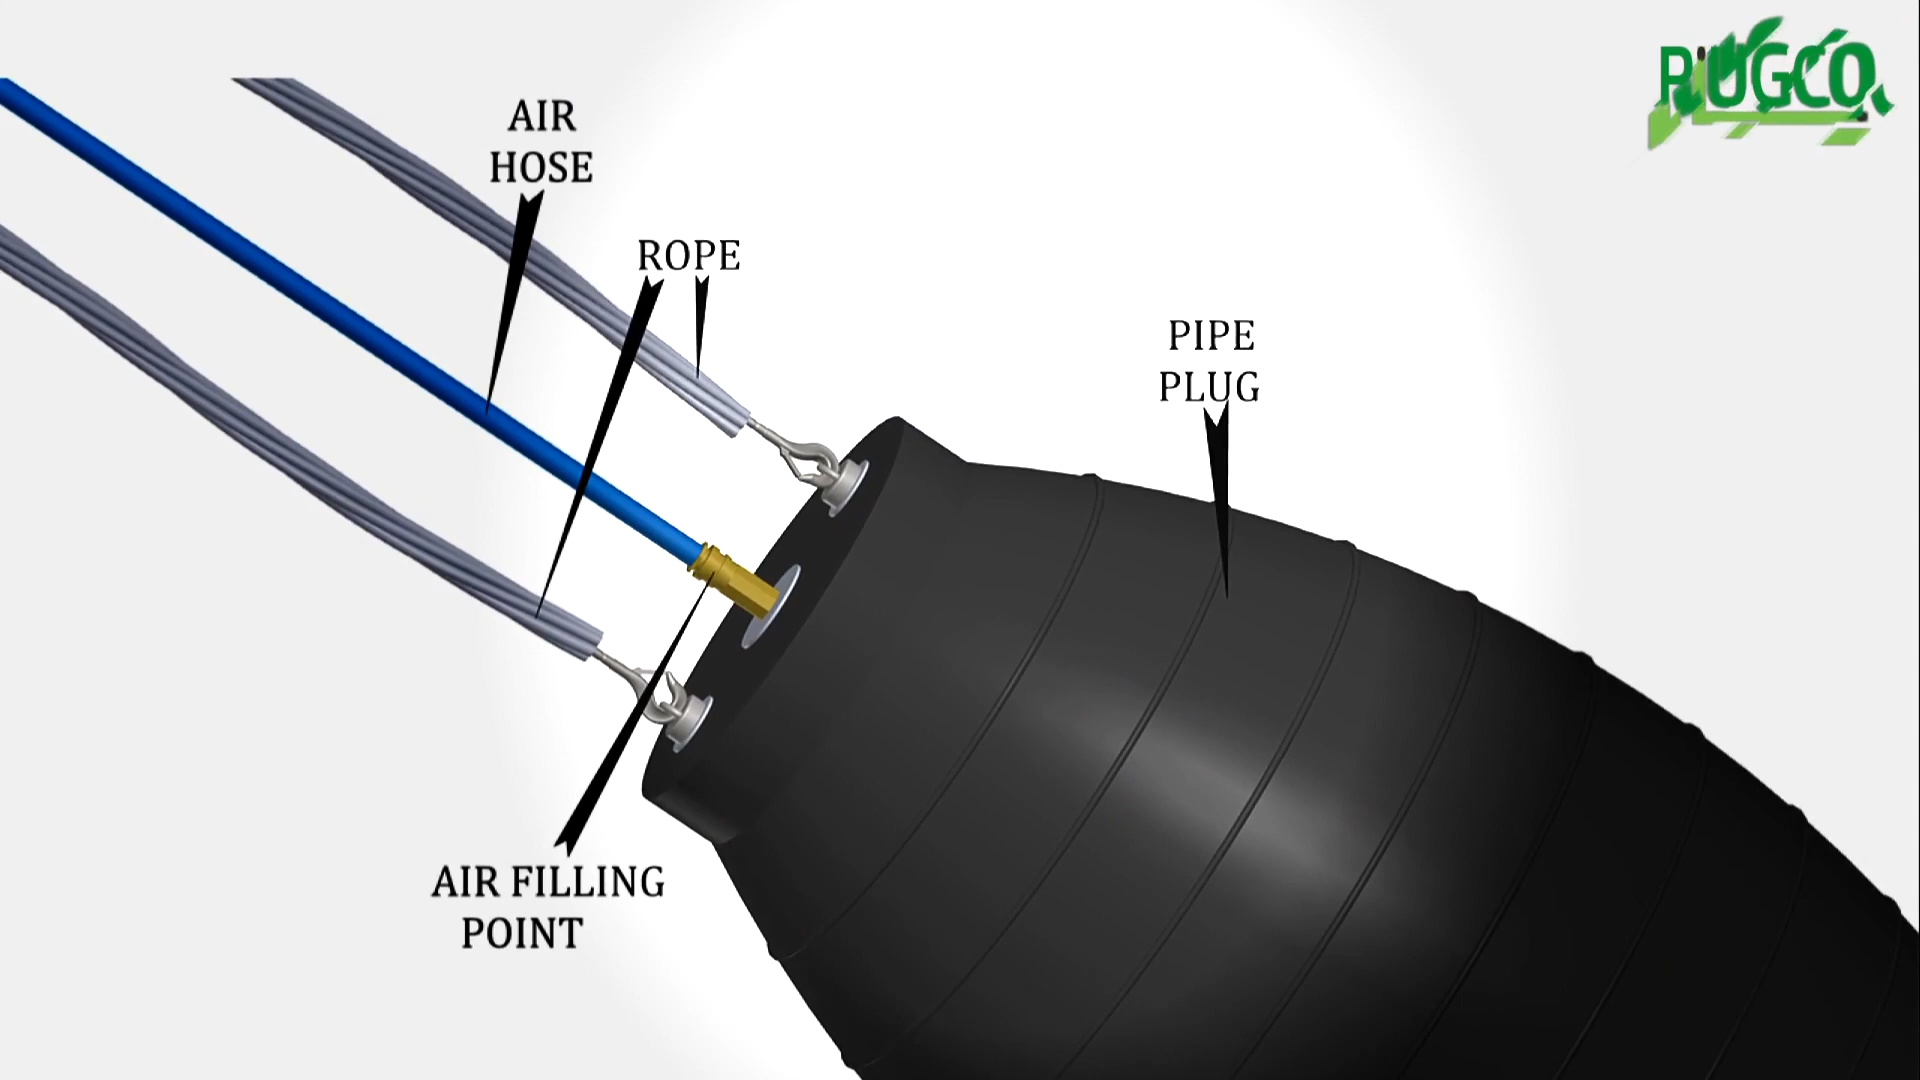 AIR
HOSE
ROPE
PIPE
PLUG
AIR FILLING
POINT